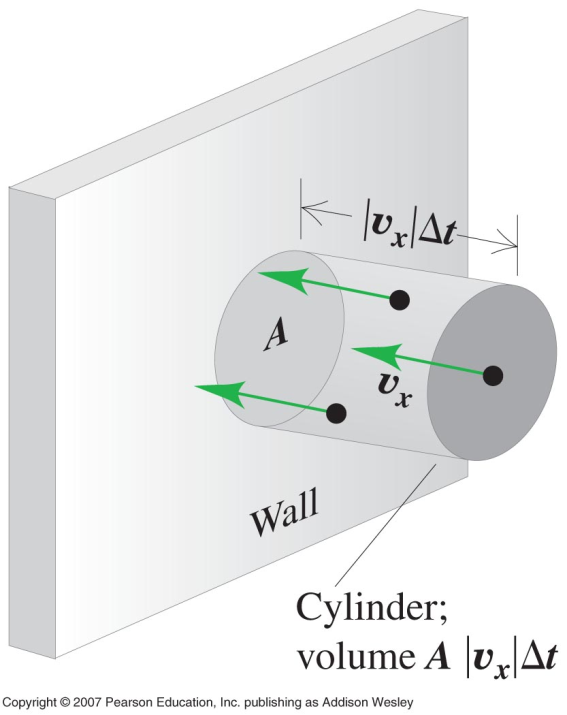 |vₓ|Δt
A
vₓ
Wall
Cylinder;
volume A |vₓ|Δt
Copyright © 2007 Pearson Education, Inc. publishing as Addison Wesley